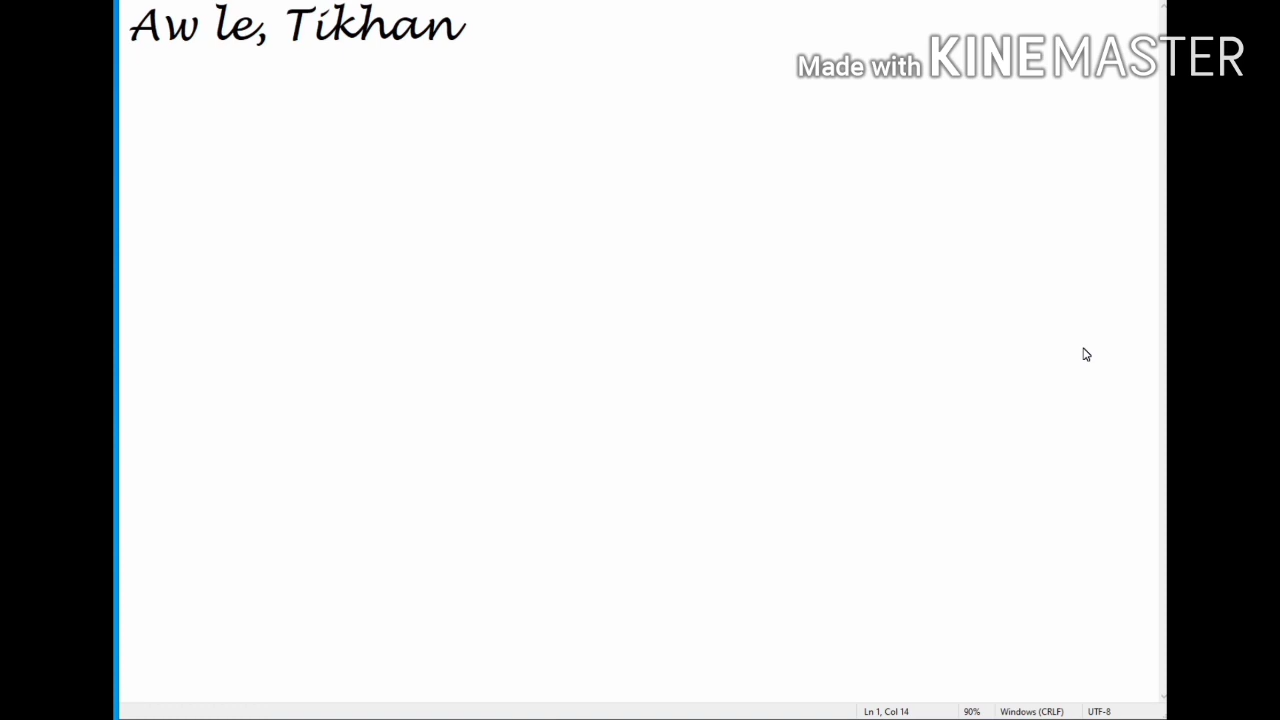 Aw le, Tikhan
Made with KINEMASTER
Ln 1, Col 14
90%
Windows (CRLF)
UTF-8